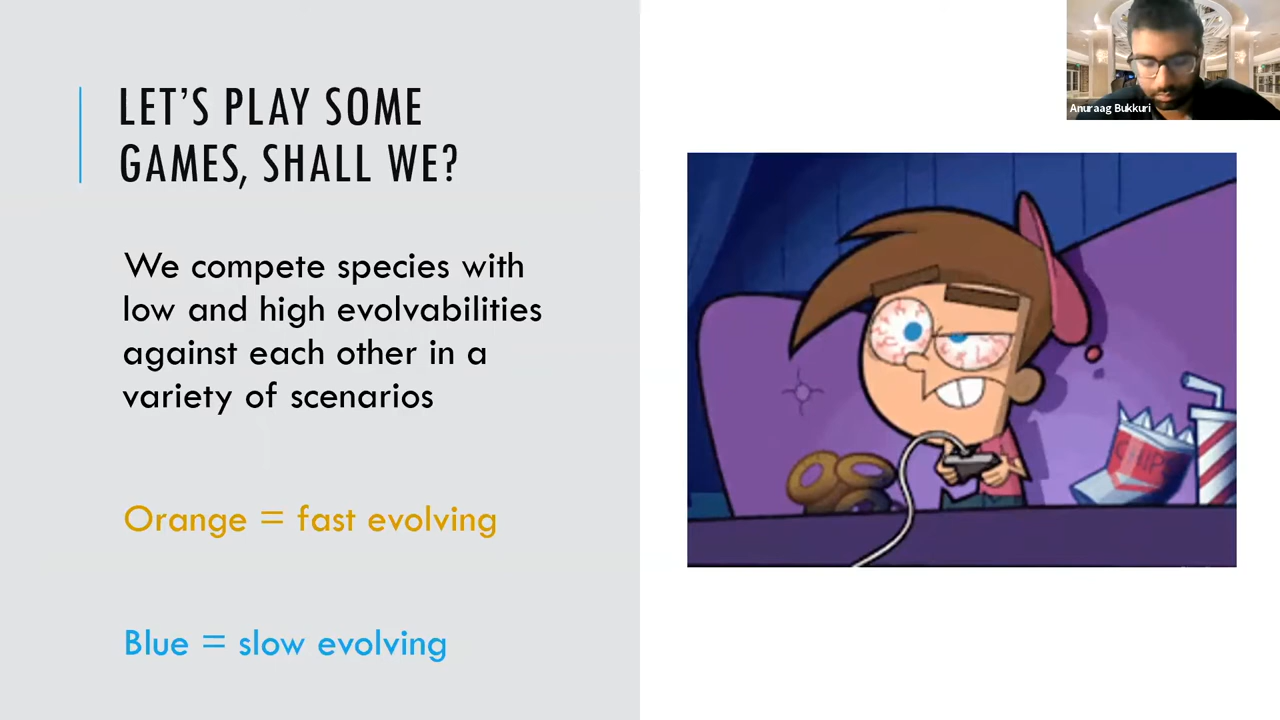 LET’S PLAY SOME
GAMES, SHALL WE?
We compete species with
low and high evolvabilities
against each other in a
variety of scenarios
Orange = fast evolving
Blue = slow evolving
Anuraag Bukkuri
CHIPS